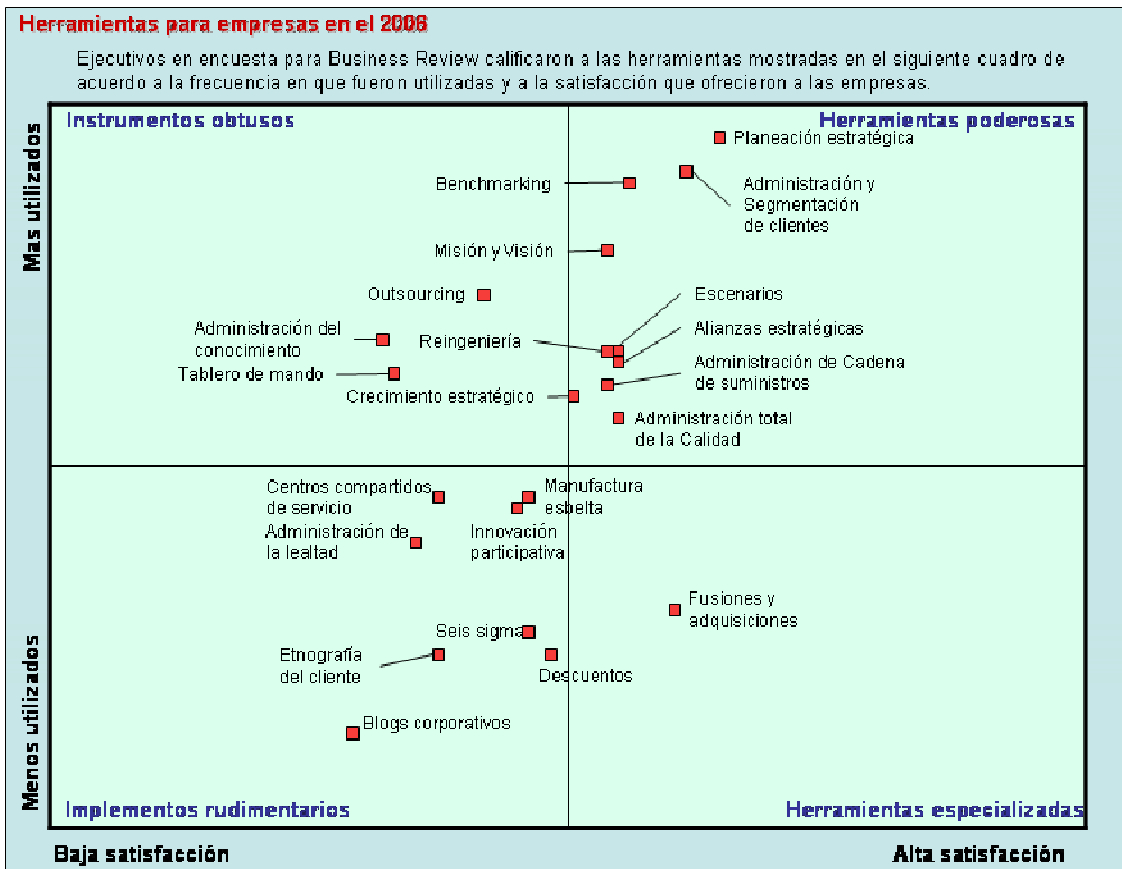 Herramientas para empresas en el
Ejecutivos en encuesta para Business Review calificaron a las herramientas mostradas en el siguiente cuadro de
acuerdo a la frecuencia en que fueron utilizadas y a la satisfacción que ofrecieron a las empresas.
Instrumentos obtusos
Herramientas poderosas
Mas utilizados
Planeación estratégica
Benchmarking
Administración y
Segmentación
de clientes
Misión y Visión
Outsourcing
Escenarios
Administración del
conocimiento
Reingeniería
Alianzas estratégicas
Tablero de mando
Administración de Cadena
de suministros
Crecimiento estratégico
Administración total
de la Calidad
Centros compartidos
de servicio
Manufactura
esbelta
Administración de
la lealtad
Innovación
participativa
Fusiones y
adquisiciones
Seis sigma
Etnografía
del cliente
Descuentos
Blogs corporativos
Menos utilizados
Implementos rudimentarios
Herramientas especializadas
Baja satisfacción
Alta satisfacción